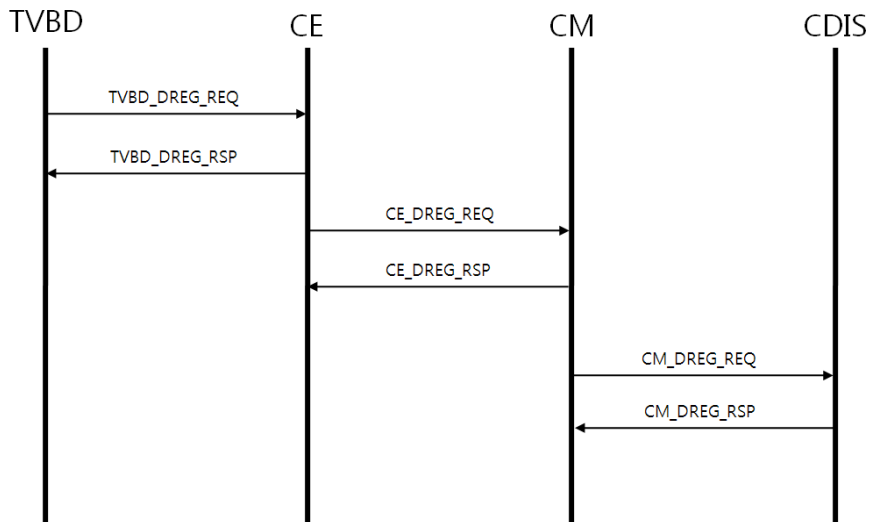 TVBD CE CM CDIS
TVBD_DREG_REQ
TVBD_DREG_RSP
CE_DREG_REQ
CE_DREG_RSP
CM_DREG_REQ
CM_DREG_RSP